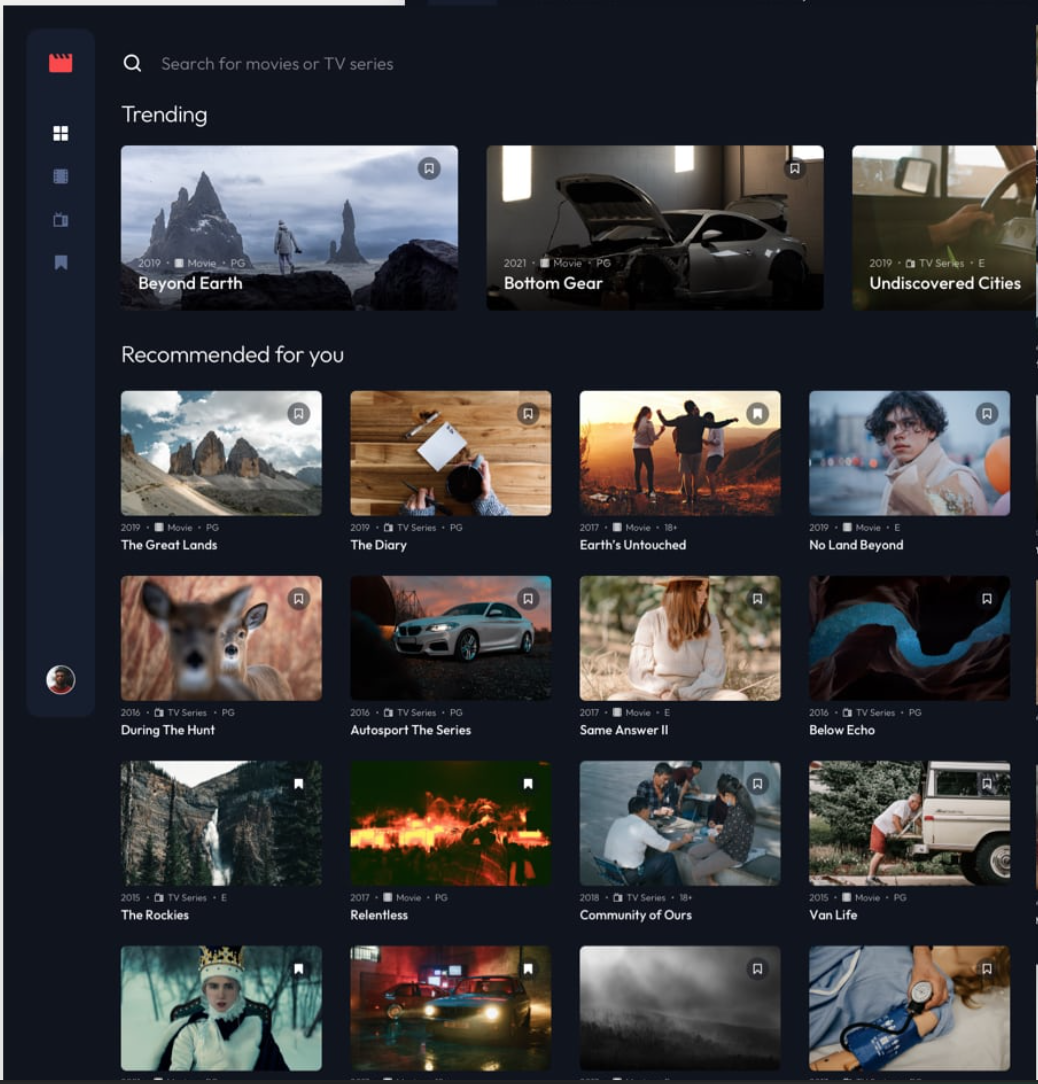 Search for movies or TV series
Trending
2019 • Movie • PG
Beyond Earth
2021 • Movie • PG
Bottom Gear
2019 • TV Series • E
Undiscovered Cities
Recommended for you
2019 • Movie • PG
The Great Lands
2019 • TV Series • PG
The Diary
2017 • Movie • 18+
Earth's Untouched
2019 • Movie • E
No Land Beyond
2016 • TV Series • PG
During The Hunt
2016 • TV Series • PG
Autosport The Series
2017 • Movie • E
Same Answer II
2016 • TV Series • PG
Below Echo
2015 • TV Series • E
The Rockies
2017 • Movie • PG
Relentless
2018 • TV Series • 18+
Community of Ours
2015 • Movie • PG
Van Life